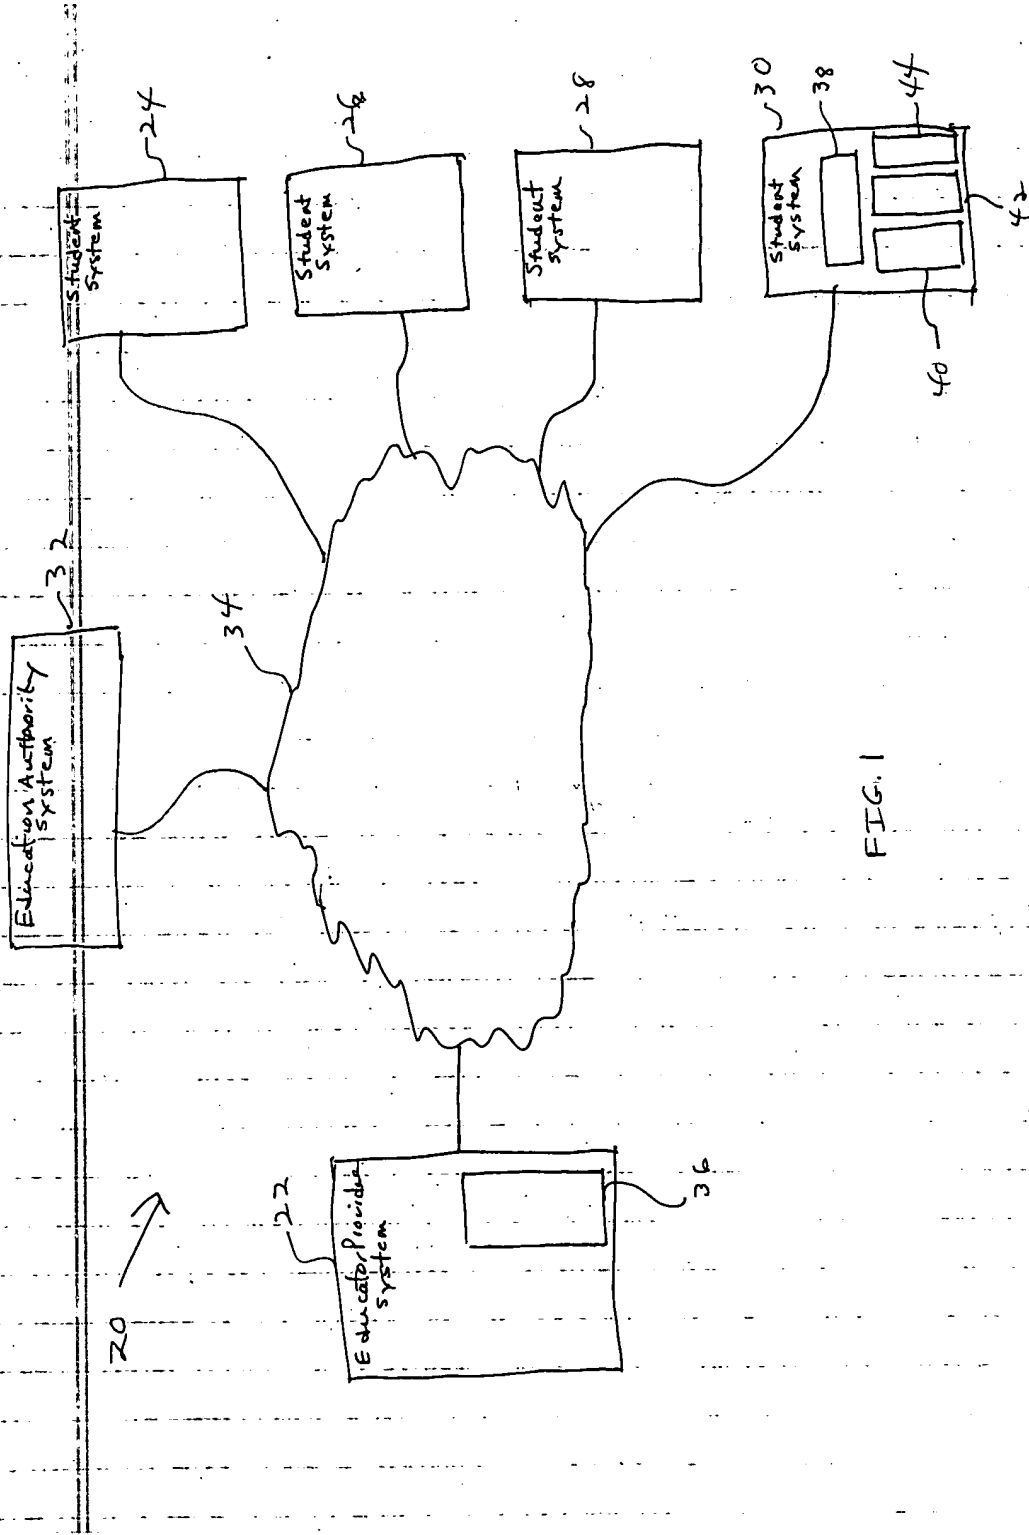 20
Education Authority
System
32
34
22
Educator Provider
System
36
Student
System
24
Student
System
26
Student
System
28
Student
System
30
38
40
42
44
FIG. 1